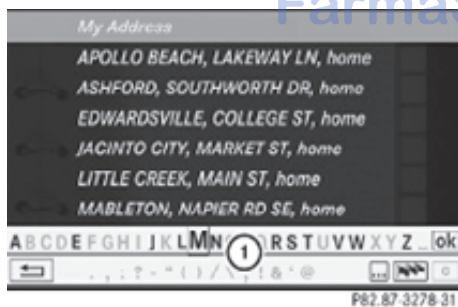 My Address
APOLLO BEACH, LAKEWAY LN, home
ASHFORD, SOUTHWORTH DR, home
EDWARDSVILLE, COLLEGE ST, home
JACINTO CITY, MARKET ST, home
LITTLE CREEK, MAIN ST, home
MABLETON, NAPIER RD SE, home
A B C D E F G H I J K L M N 1 R S T U V W X Y Z _ ok
. , : ? - " ( ) / \ ! & ' @ ...
P82.87-3278-31